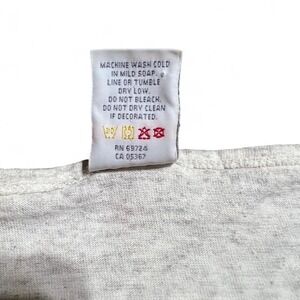 MACHINE WASH COLD
IN MILD SOAP.
LINE OR TUMBLE
DRY LOW.
DO NOT BLEACH.
DO NOT DRY CLEAN
IF DECORATED.
RN 69724
CA 05367